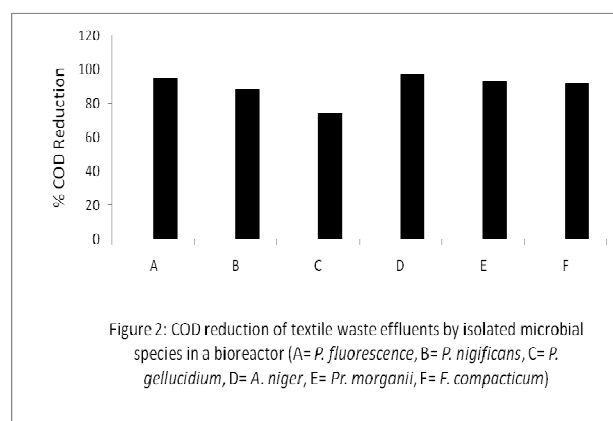 120
100
80
60
40
20
0
% COD Reduction
A B C D E F
Figure 2: COD reduction of textile waste effluents by isolated microbial
species in a bioreactor (A= P. fluorescence, B= P. nigificans, C= P.
gellucidium, D= A. niger, E= Pr. morganii, F= F. compacticum)